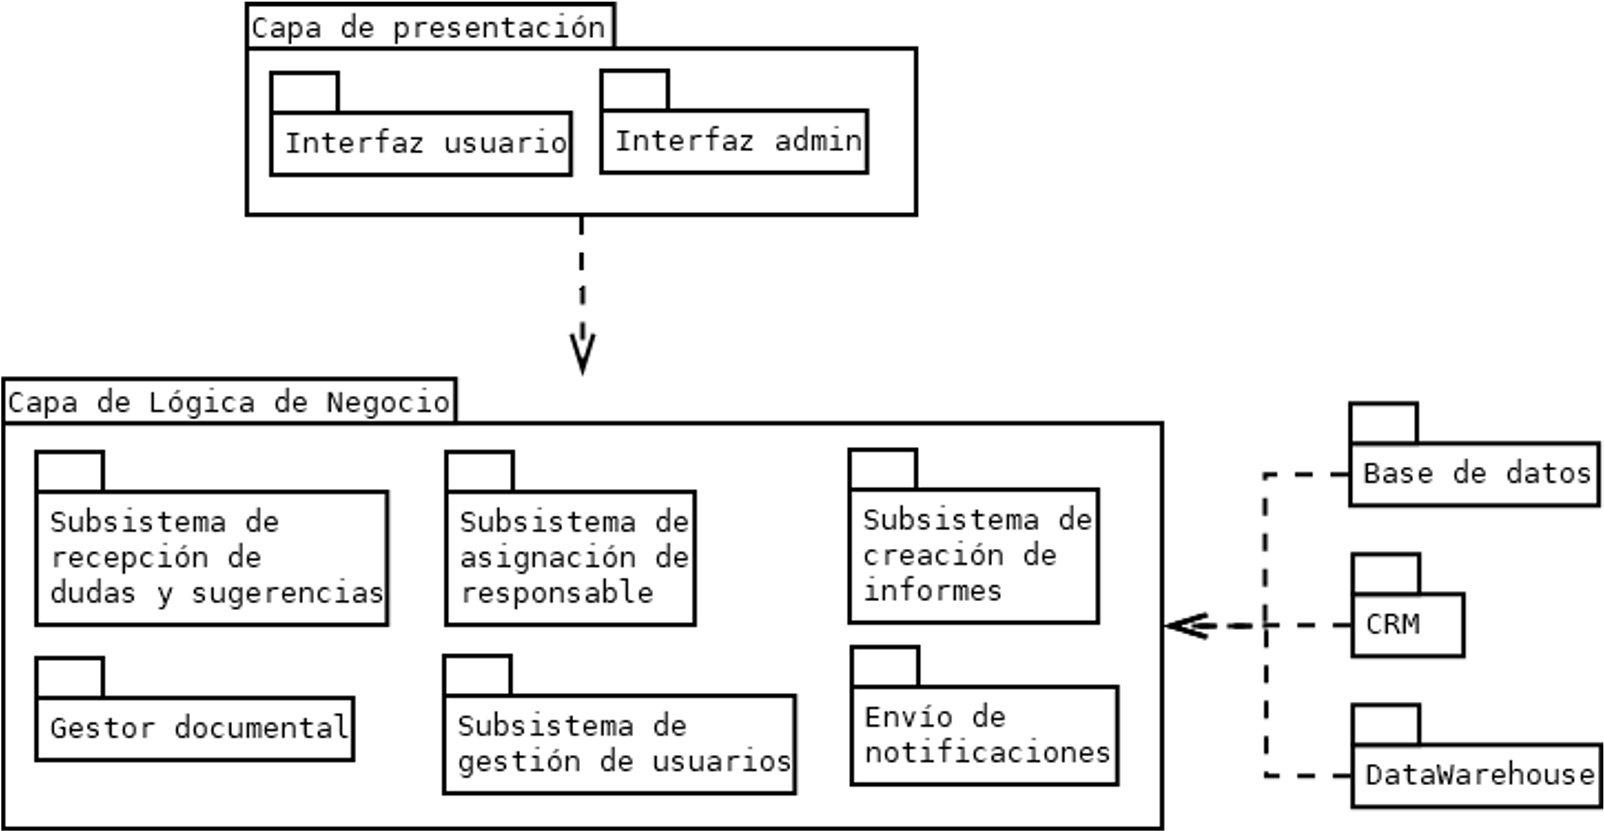 Capa de presentación
Interfaz usuario
Interfaz admin
Capa de Lógica de Negocio
Subsistema de
recepción de
dudas y sugerencias
Subsistema de
asignación de
responsable
Subsistema de
creación de
informes
Gestor documental
Subsistema de
gestión de usuarios
Envío de
notificaciones
Base de datos
CRM
DataWarehouse